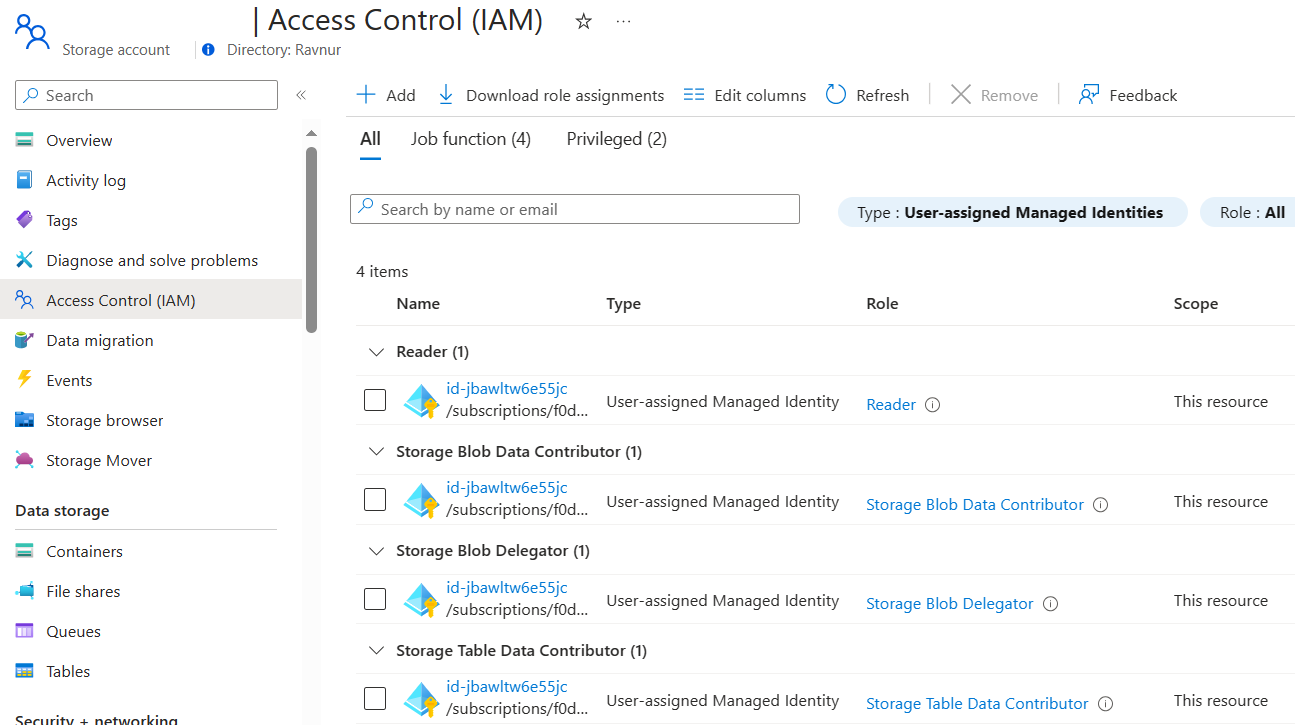 | Access Control (IAM) ☆ ...
Storage account Directory: Ravnur
Search «
Overview
Activity log
Tags
Diagnose and solve problems
Access Control (IAM)
Data migration
Events
Storage browser
Storage Mover
Data storage
Containers
File shares
Queues
Tables
Security + networking
Add Download role assignments Edit columns Refresh Remove Feedback
All Job function (4) Privileged (2)
Search by name or email Type : User-assigned Managed Identities Role : All
4 items
Name Type Role Scope
Reader (1)
id-jbawltw6e55jc
/subscriptions/f0d... User-assigned Managed Identity Reader This resource
Storage Blob Data Contributor (1)
id-jbawltw6e55jc
/subscriptions/f0d... User-assigned Managed Identity Storage Blob Data Contributor This resource
Storage Blob Delegator (1)
id-jbawltw6e55jc
/subscriptions/f0d... User-assigned Managed Identity Storage Blob Delegator This resource
Storage Table Data Contributor (1)
id-jbawltw6e55jc
/subscriptions/f0d... User-assigned Managed Identity Storage Table Data Contributor This resource